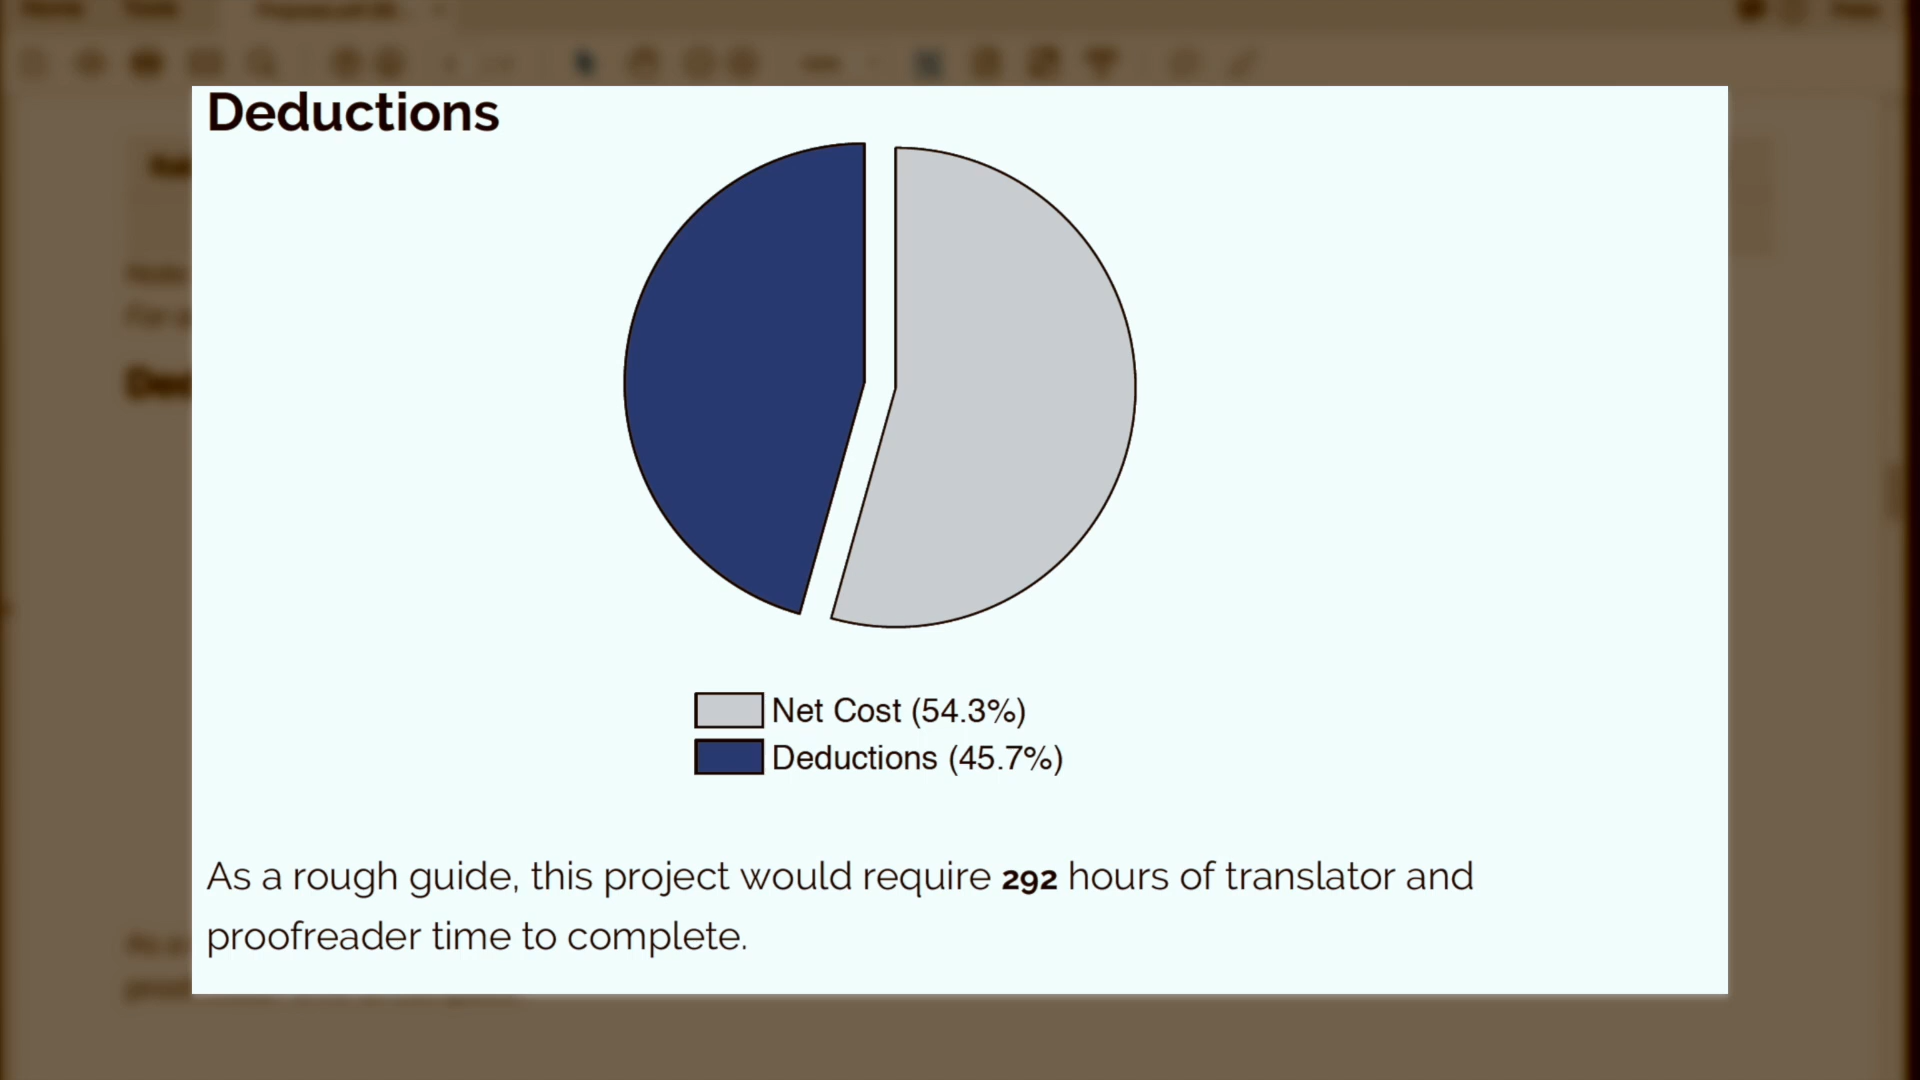 Deductions
Net Cost (54.3%)
Deductions (45.7%)
As a rough guide, this project would require 292 hours of translator and
proofreader time to complete.